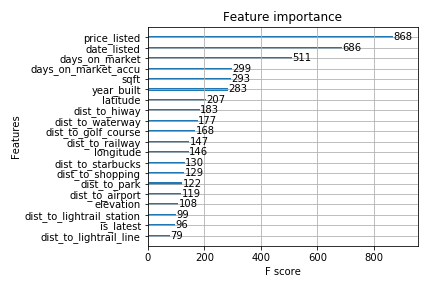 Feature importance
price_listed 868
date_listed 686
days_on_market 511
days_on_market_accu 299
sqft 293
year_built 283
latitude 207
dist_to_hiway 183
dist_to_waterway 177
dist_to_golf_course 168
dist_to_railway 147
longitude 146
dist_to_starbucks 130
dist_to_shopping 129
dist_to_park 122
dist_to_airport 119
elevation 108
dist_to_lightrail_station 99
is_latest 96
dist_to_lightrail_line 79
Features
0 200 400 600 800
F score